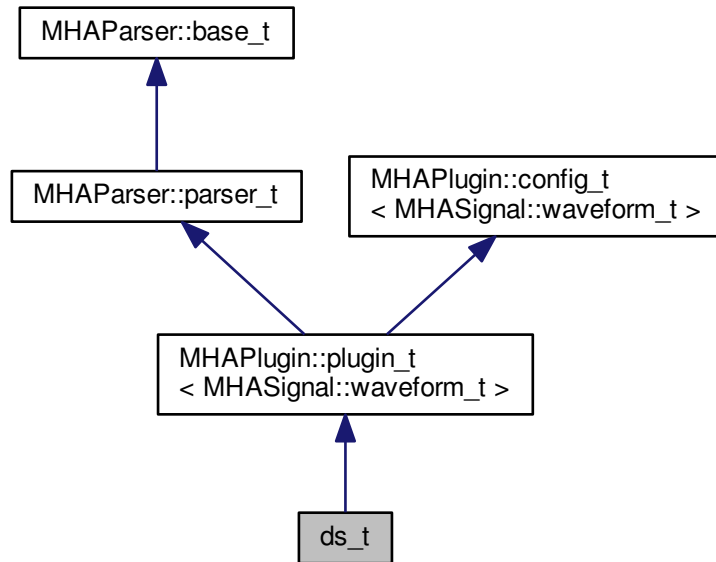 MHAParser::base_t
MHAParser::parser_t
MHAPlugin::config_t
< MHASignal::waveform_t >
MHAPlugin::plugin_t
< MHASignal::waveform_t >
ds_t